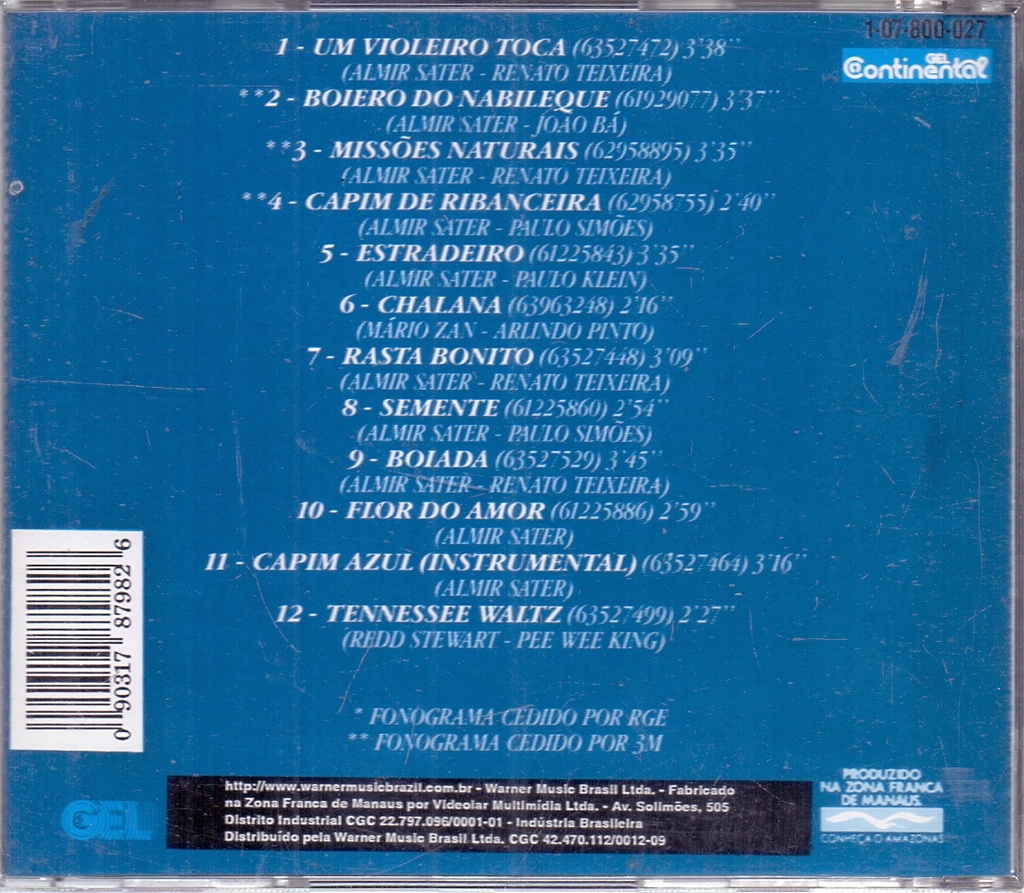 1-07-800-027
GEL
Continental
1 - UM VIOLEIRO TOCA (63527472) 3'38''
(ALMIR SATER - RENATO TEIXEIRA)
**2 - BOIERO DO NABILEQUE (61929077) 3'37''
(ALMIR SATER - JOÃO BÁ)
**3 - MISSÕES NATURAIS (62958895) 3'35''
(ALMIR SATER - RENATO TEIXEIRA)
**4 - CAPIM DE RIBANCEIRA (62958755) 2'40''
(ALMIR SATER - PAULO SIMÕES)
5 - ESTRADEIRO (61225843) 3'35''
(ALMIR SATER - PAULO KLEIN)
6 - CHALANA (63963248) 2'16''
(MÁRIO ZAN - ARLINDO PINTO)
7 - RASTA BONITO (63527448) 3'09''
(ALMIR SATER - RENATO TEIXEIRA)
8 - SEMENTE (61225860) 2'54''
(ALMIR SATER - PAULO SIMÕES)
9 - BOIADA (63527529) 3'45''
(ALMIR SATER - RENATO TEIXEIRA)
10 - FLOR DO AMOR (61225886) 2'59''
(ALMIR SATER)
11 - CAPIM AZUL (INSTRUMENTAL) (63527464) 3'16''
(ALMIR SATER)
12 - TENNESSEE WALTZ (63527499) 2'27''
(REDD STEWART - PEE WEE KING)
0 90317 87982 6
* FONOGRAMA CEDIDO POR RGE
** FONOGRAMA CEDIDO POR 3M
GEL
http://www.warnermusicbrazil.com.br - Warner Music Brasil Ltda. - Fabricado
na Zona Franca de Manaus por Videolar Multimídia Ltda. - Av. Solimões, 505
Distrito Industrial CGC 22.797.096/0001-01 - Indústria Brasileira
Distribuído pela Warner Music Brasil Ltda. CGC 42.470.112/0012-09
PRODUZIDO
NA ZONA FRANCA
DE MANAUS.
CONHEÇA O AMAZONAS